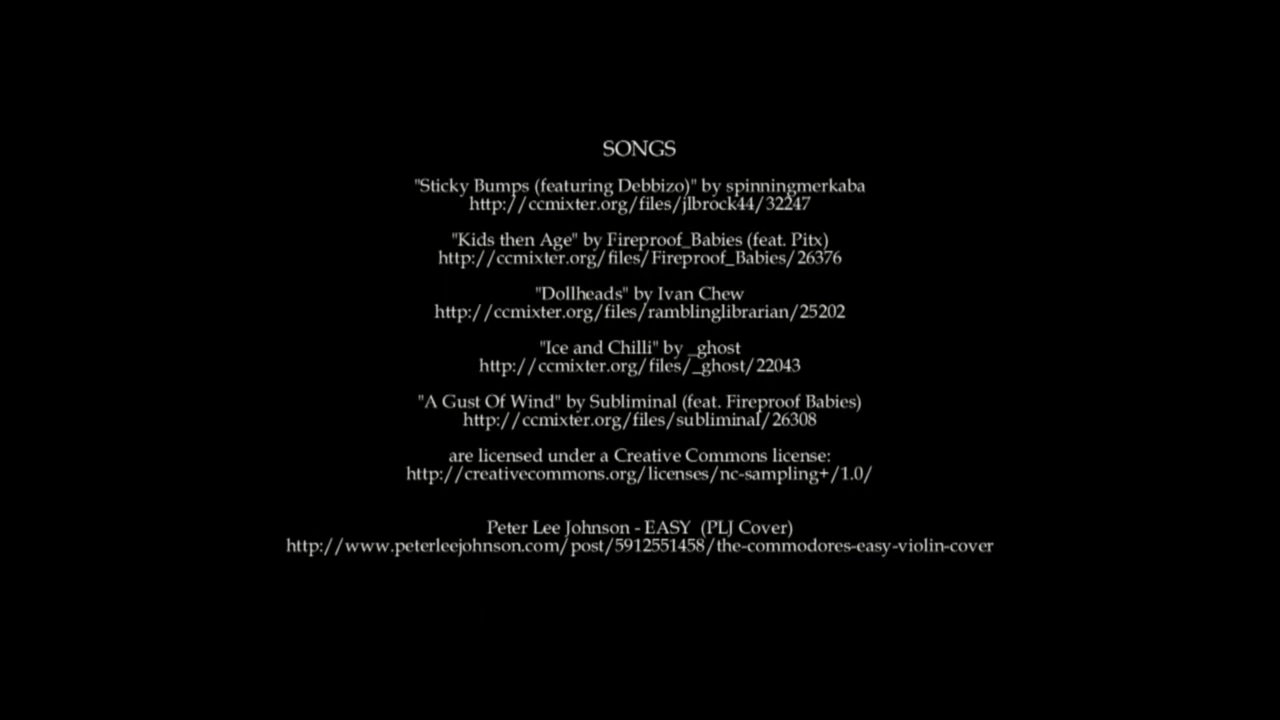 SONGS
"Sticky Bumps (featuring Debbizo)" by spinningmerkaba
http://ccmixter.org/files/jlbrock44/32247
"Kids then Age" by Fireproof_Babies (feat. Pitx)
http://ccmixter.org/files/Fireproof_Babies/26376
"Dollheads" by Ivan Chew
http://ccmixter.org/files/ramblinglibrarian/25202
"Ice and Chilli" by _ghost
http://ccmixter.org/files/_ghost/22043
"A Gust Of Wind" by Subliminal (feat. Fireproof Babies)
http://ccmixter.org/files/subliminal/26308
are licensed under a Creative Commons license:
http://creativecommons.org/licenses/nc-sampling+/1.0/
Peter Lee Johnson - EASY (PLJ Cover)
http://www.peterleejohnson.com/post/5912551458/the-commodores-easy-violin-cover